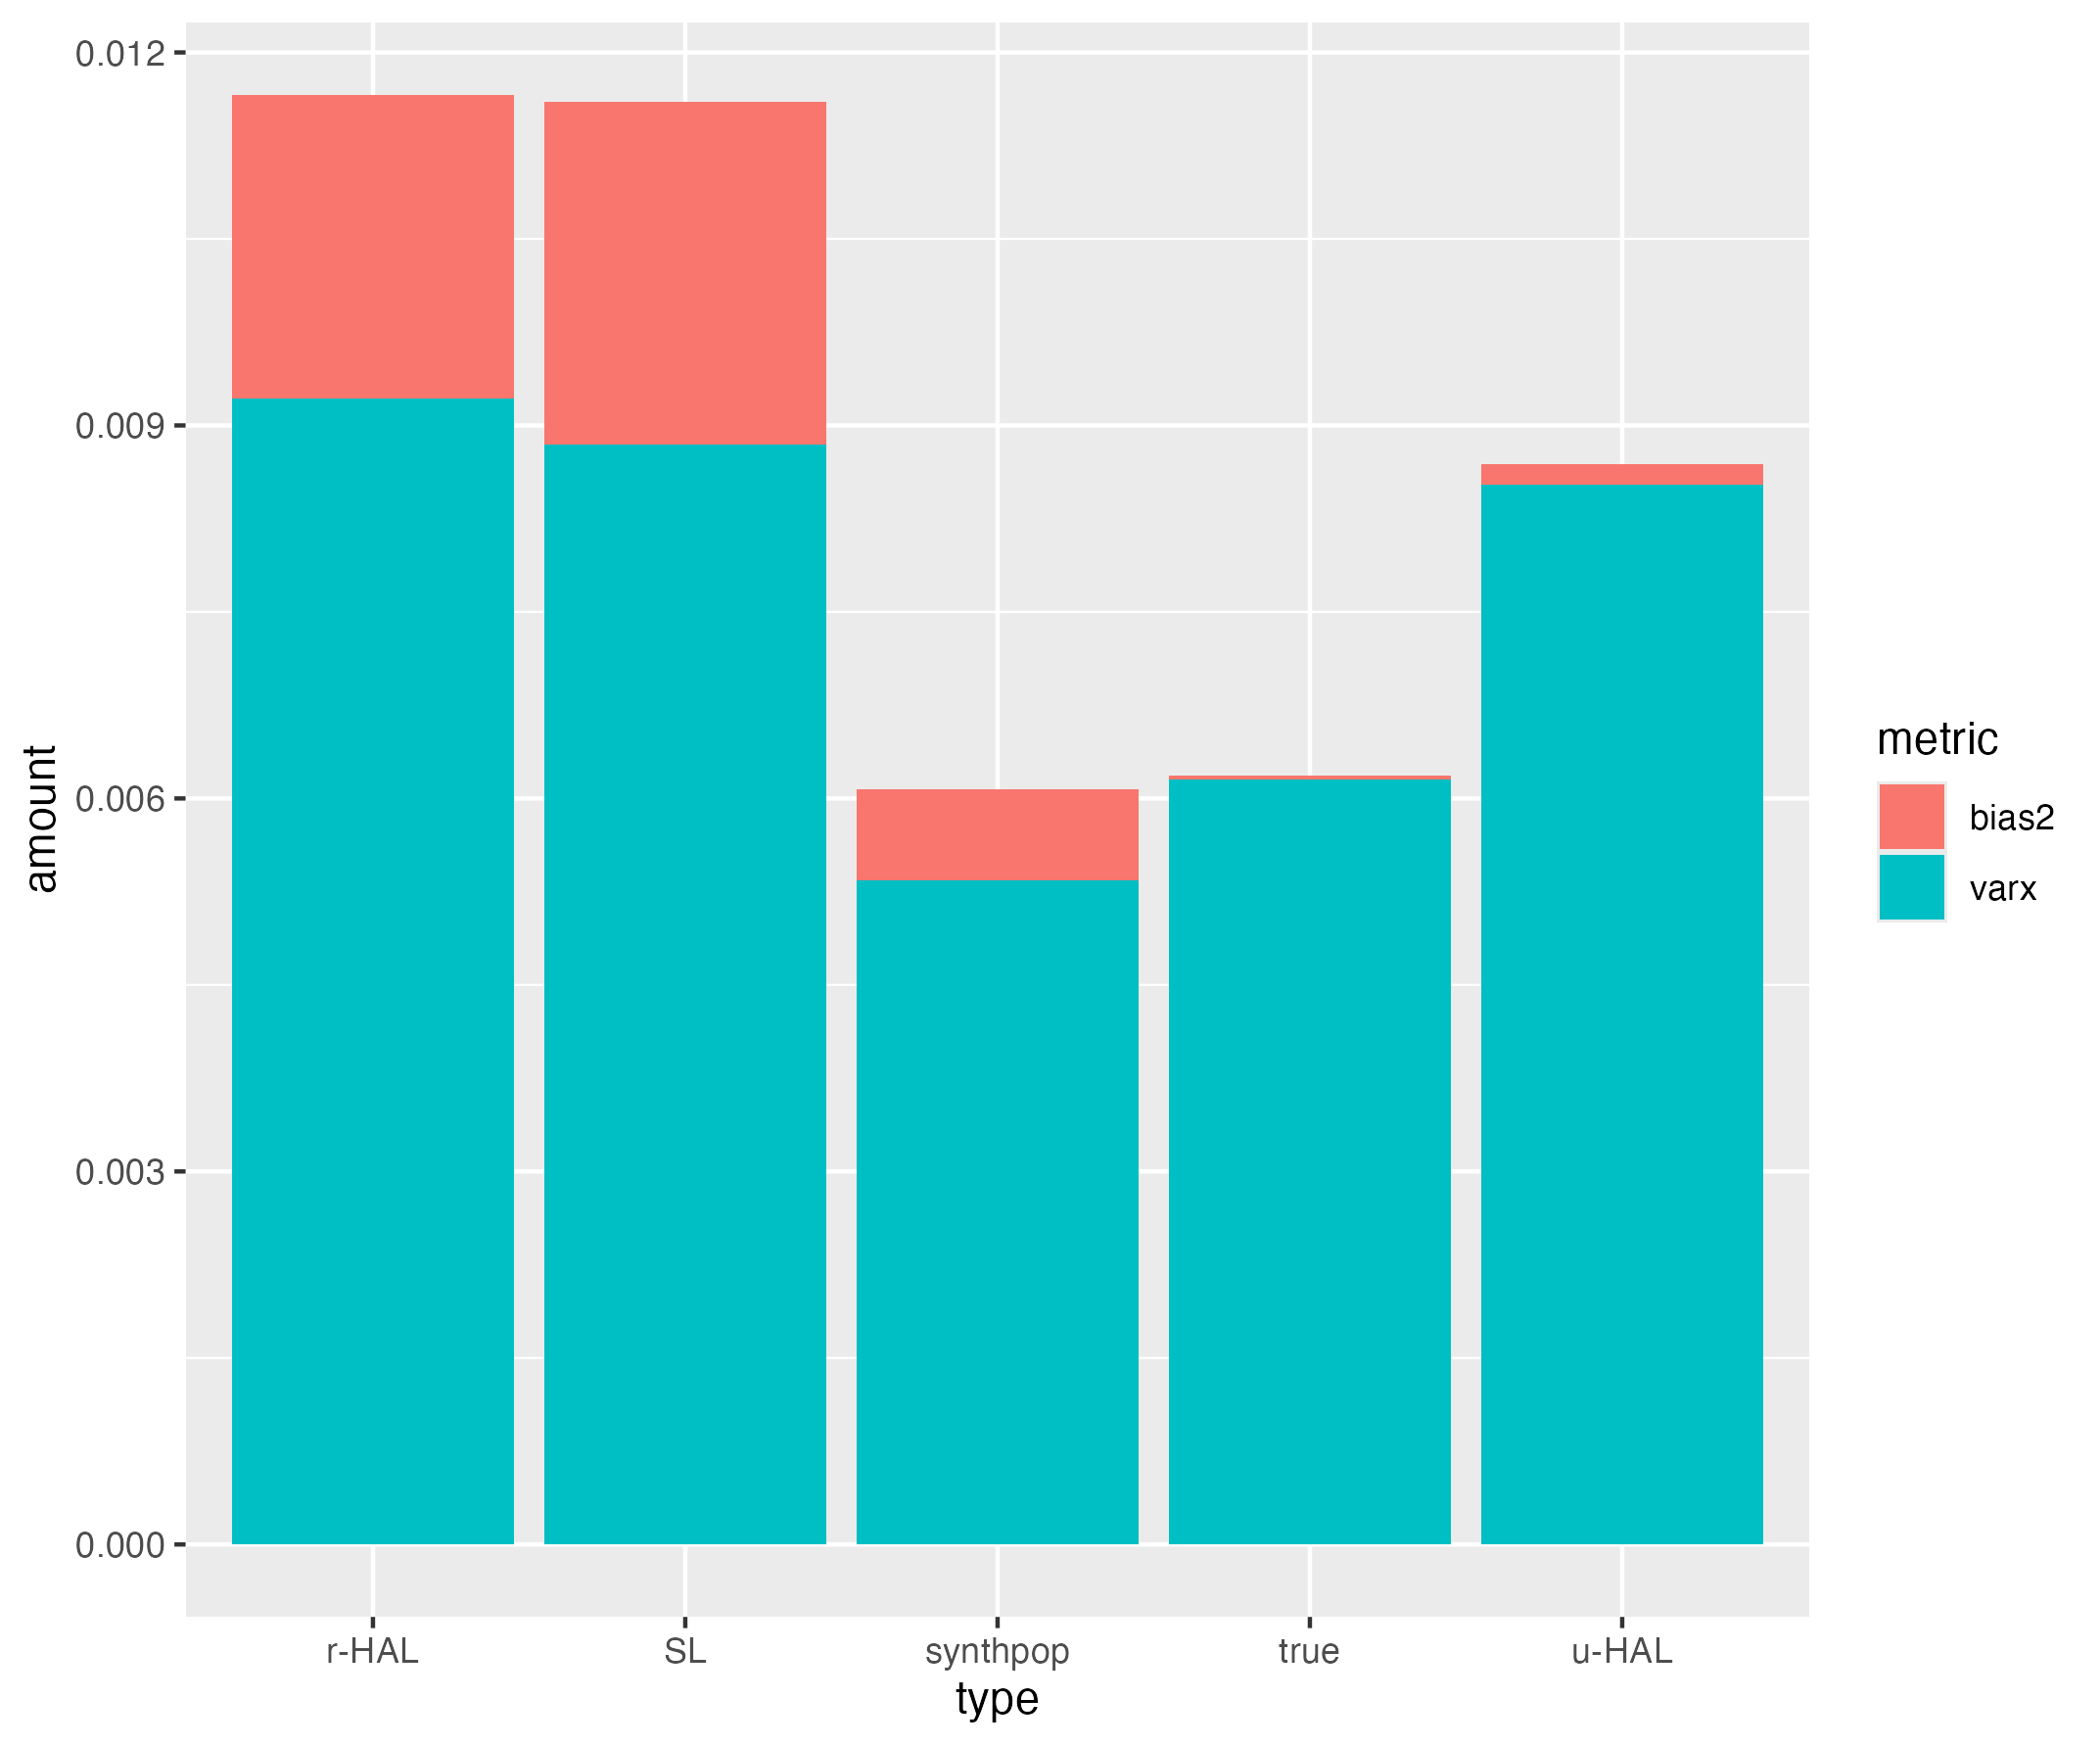 0.012
0.009
0.006
0.003
0.000
amount
r-HAL SL synthpop true u-HAL
type
metric
bias2
varx